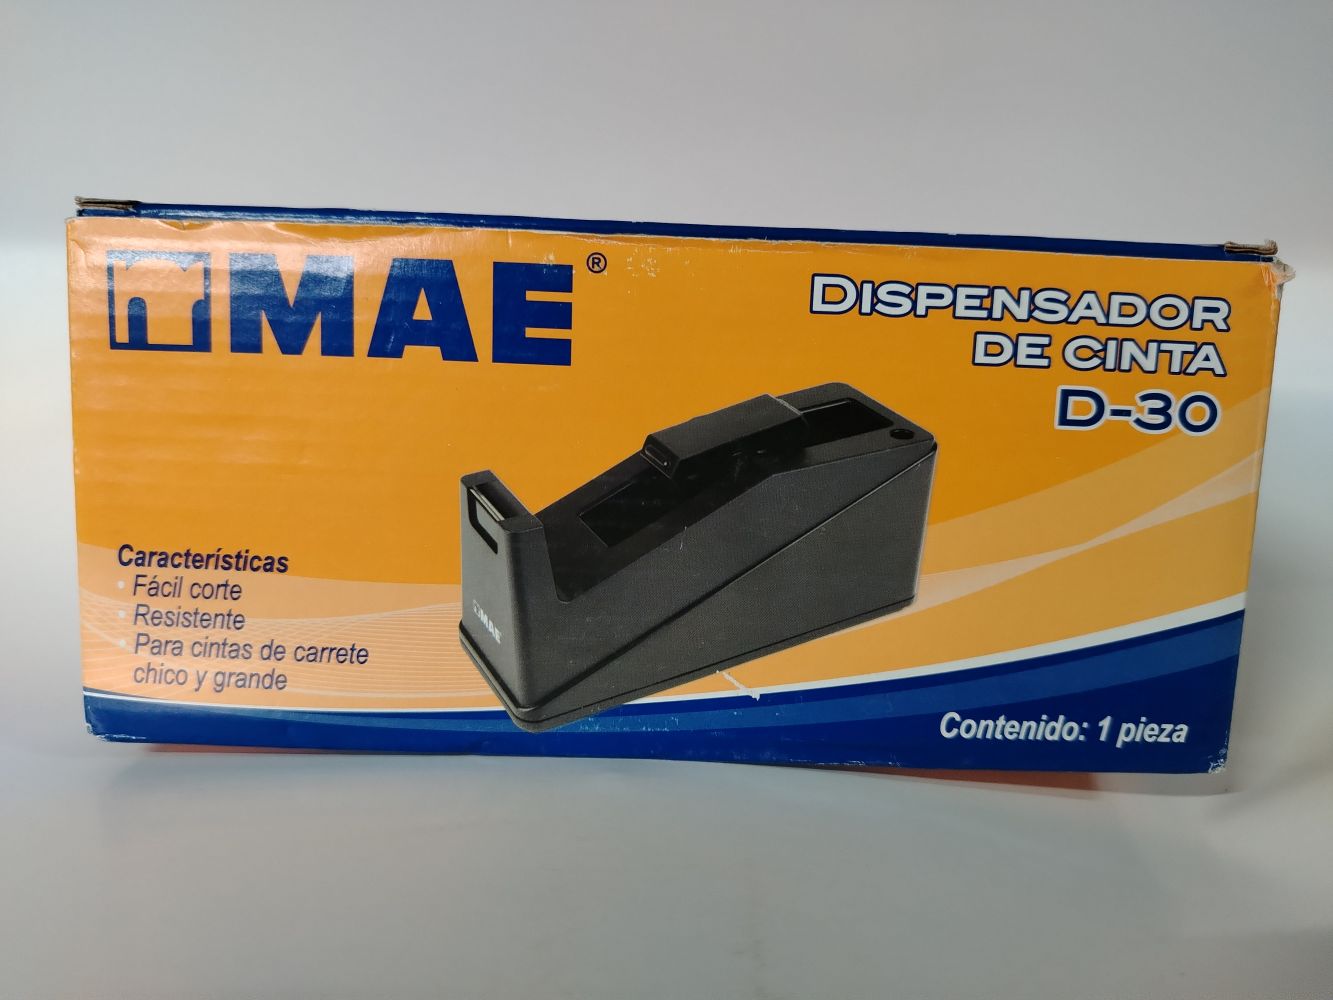 MAE®
DISPENSADOR
DE CINTA
D-30
MAE
Características
• Fácil corte
• Resistente
• Para cintas de carrete
chico y grande
Contenido: 1 pieza